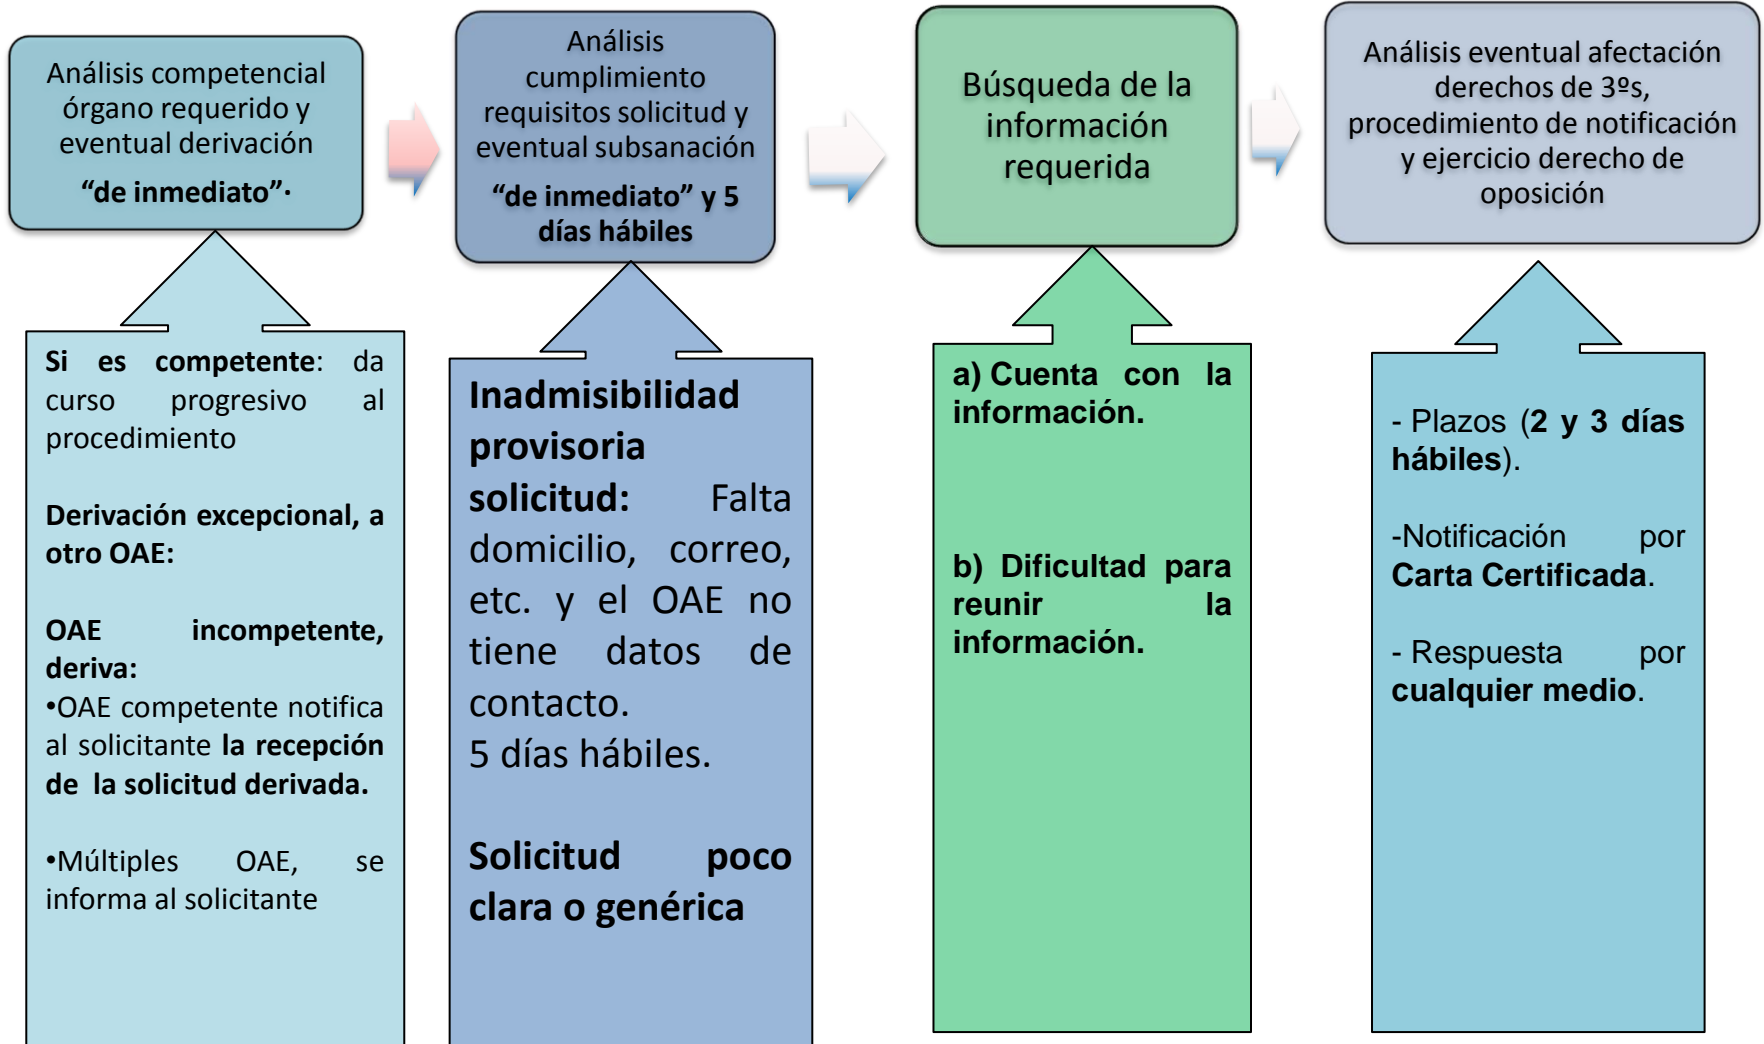 Análisis competencial
órgano requerido y
eventual derivación
“de inmediato”·
Análisis
cumplimiento
requisitos solicitud y
eventual subsanación
“de inmediato” y 5
días hábiles
Búsqueda de la
información
requerida
Análisis eventual afectación
derechos de 3ºs,
procedimiento de notificación
y ejercicio derecho de
oposición
Si es competente: da
curso progresivo al
procedimiento
Derivación excepcional, a
otro OAE:
OAE incompetente,
deriva:
•OAE competente notifica
al solicitante la recepción
de la solicitud derivada.
•Múltiples OAE, se
informa al solicitante
Inadmisibilidad
provisoria
solicitud: Falta
domicilio, correo,
etc. y el OAE no
tiene datos de
contacto.
5 días hábiles.
Solicitud poco
clara o genérica
a) Cuenta con la
información.
b) Dificultad para
reunir la
información.
- Plazos (2 y 3 días
hábiles).
-Notificación por
Carta Certificada.
- Respuesta por
cualquier medio.